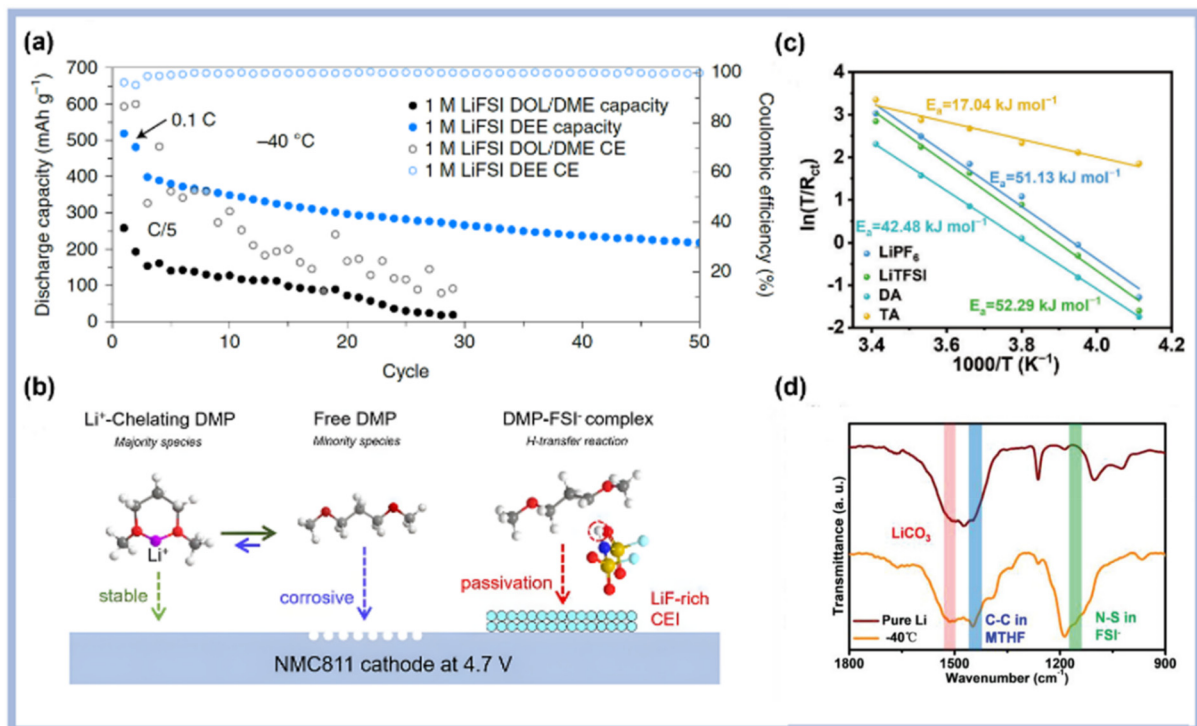 (a)
700
600
500
400
300
200
100
0
Discharge capacity (mAh g⁻¹)
0.1 C
−40 °C
C/5
1 M LiFSI DOL/DME capacity
1 M LiFSI DEE capacity
1 M LiFSI DOL/DME CE
1 M LiFSI DEE CE
100
80
60
40
20
Coulombic efficiency (%)
0
10
20
30
40
50
Cycle
(b)
Li⁺-Chelating DMP
Majority species
Free DMP
Minority species
DMP-FSI⁻ complex
H-transfer reaction
Li⁺
stable
corrosive
passivation
LiF-rich
CEI
NMC811 cathode at 4.7 V
(c)
4
3
2
1
0
-1
-2
ln(T/R_ct)
E_a=17.04 kJ mol⁻¹
E_a=51.13 kJ mol⁻¹
E_a=42.48 kJ mol⁻¹
E_a=52.29 kJ mol⁻¹
LiPF₆
LiTFSI
DA
TA
3.4
3.6
3.8
4.0
4.2
1000/T (K⁻¹)
(d)
Transmittance (a. u.)
LiCO₃
C-C in
MTHF
N-S in
FSI⁻
Pure Li
-40℃
1800
1500
1200
900
Wavenumber (cm⁻¹)